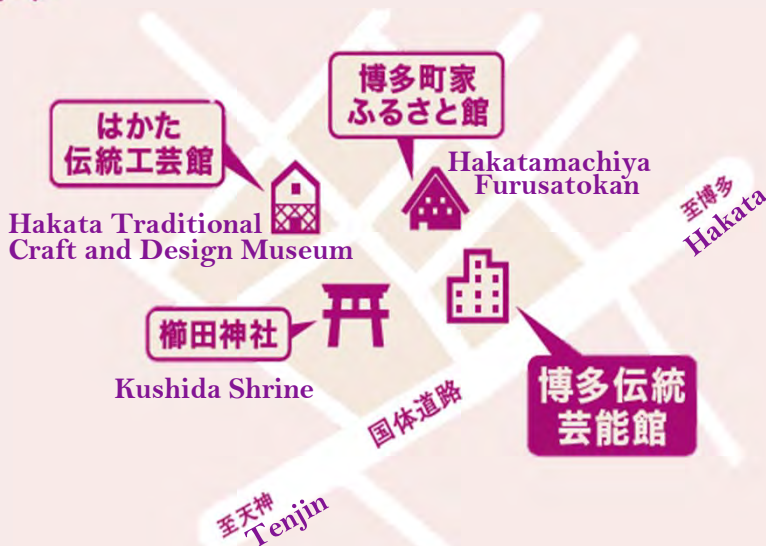 博多町家
ふるさと館
はかた
伝統工芸館
Hakatamachiya
Furusatokan
至博多
Hakata
Hakata Traditional
Craft and Design Museum
櫛田神社
Kushida Shrine
博多伝統
芸能館
国体道路
至天神
Tenjin